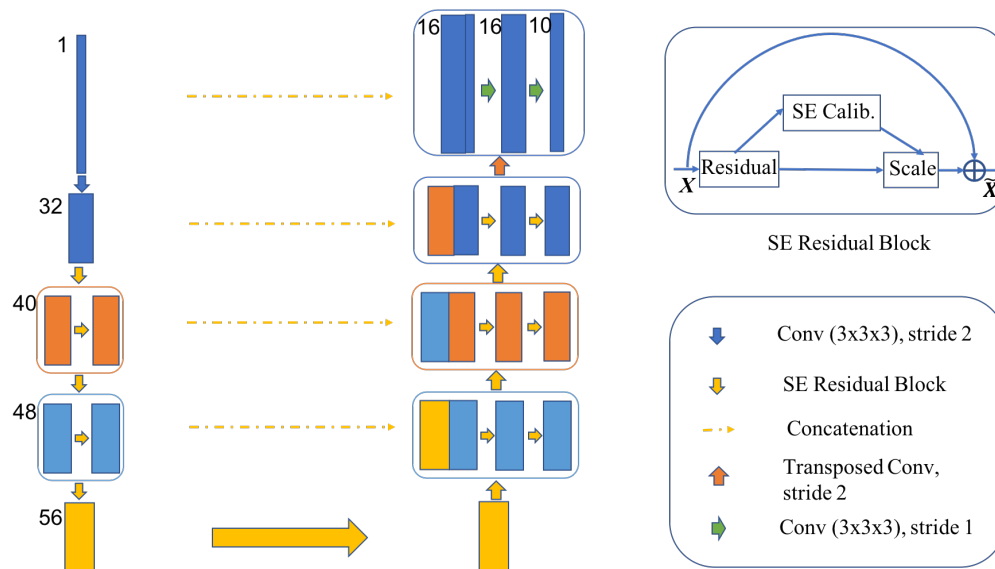 1
32
40
48
56
16 16 10
SE Calib.
Residual
Scale
X
X̃
SE Residual Block
Conv (3x3x3), stride 2
SE Residual Block
Concatenation
Transposed Conv,
stride 2
Conv (3x3x3), stride 1